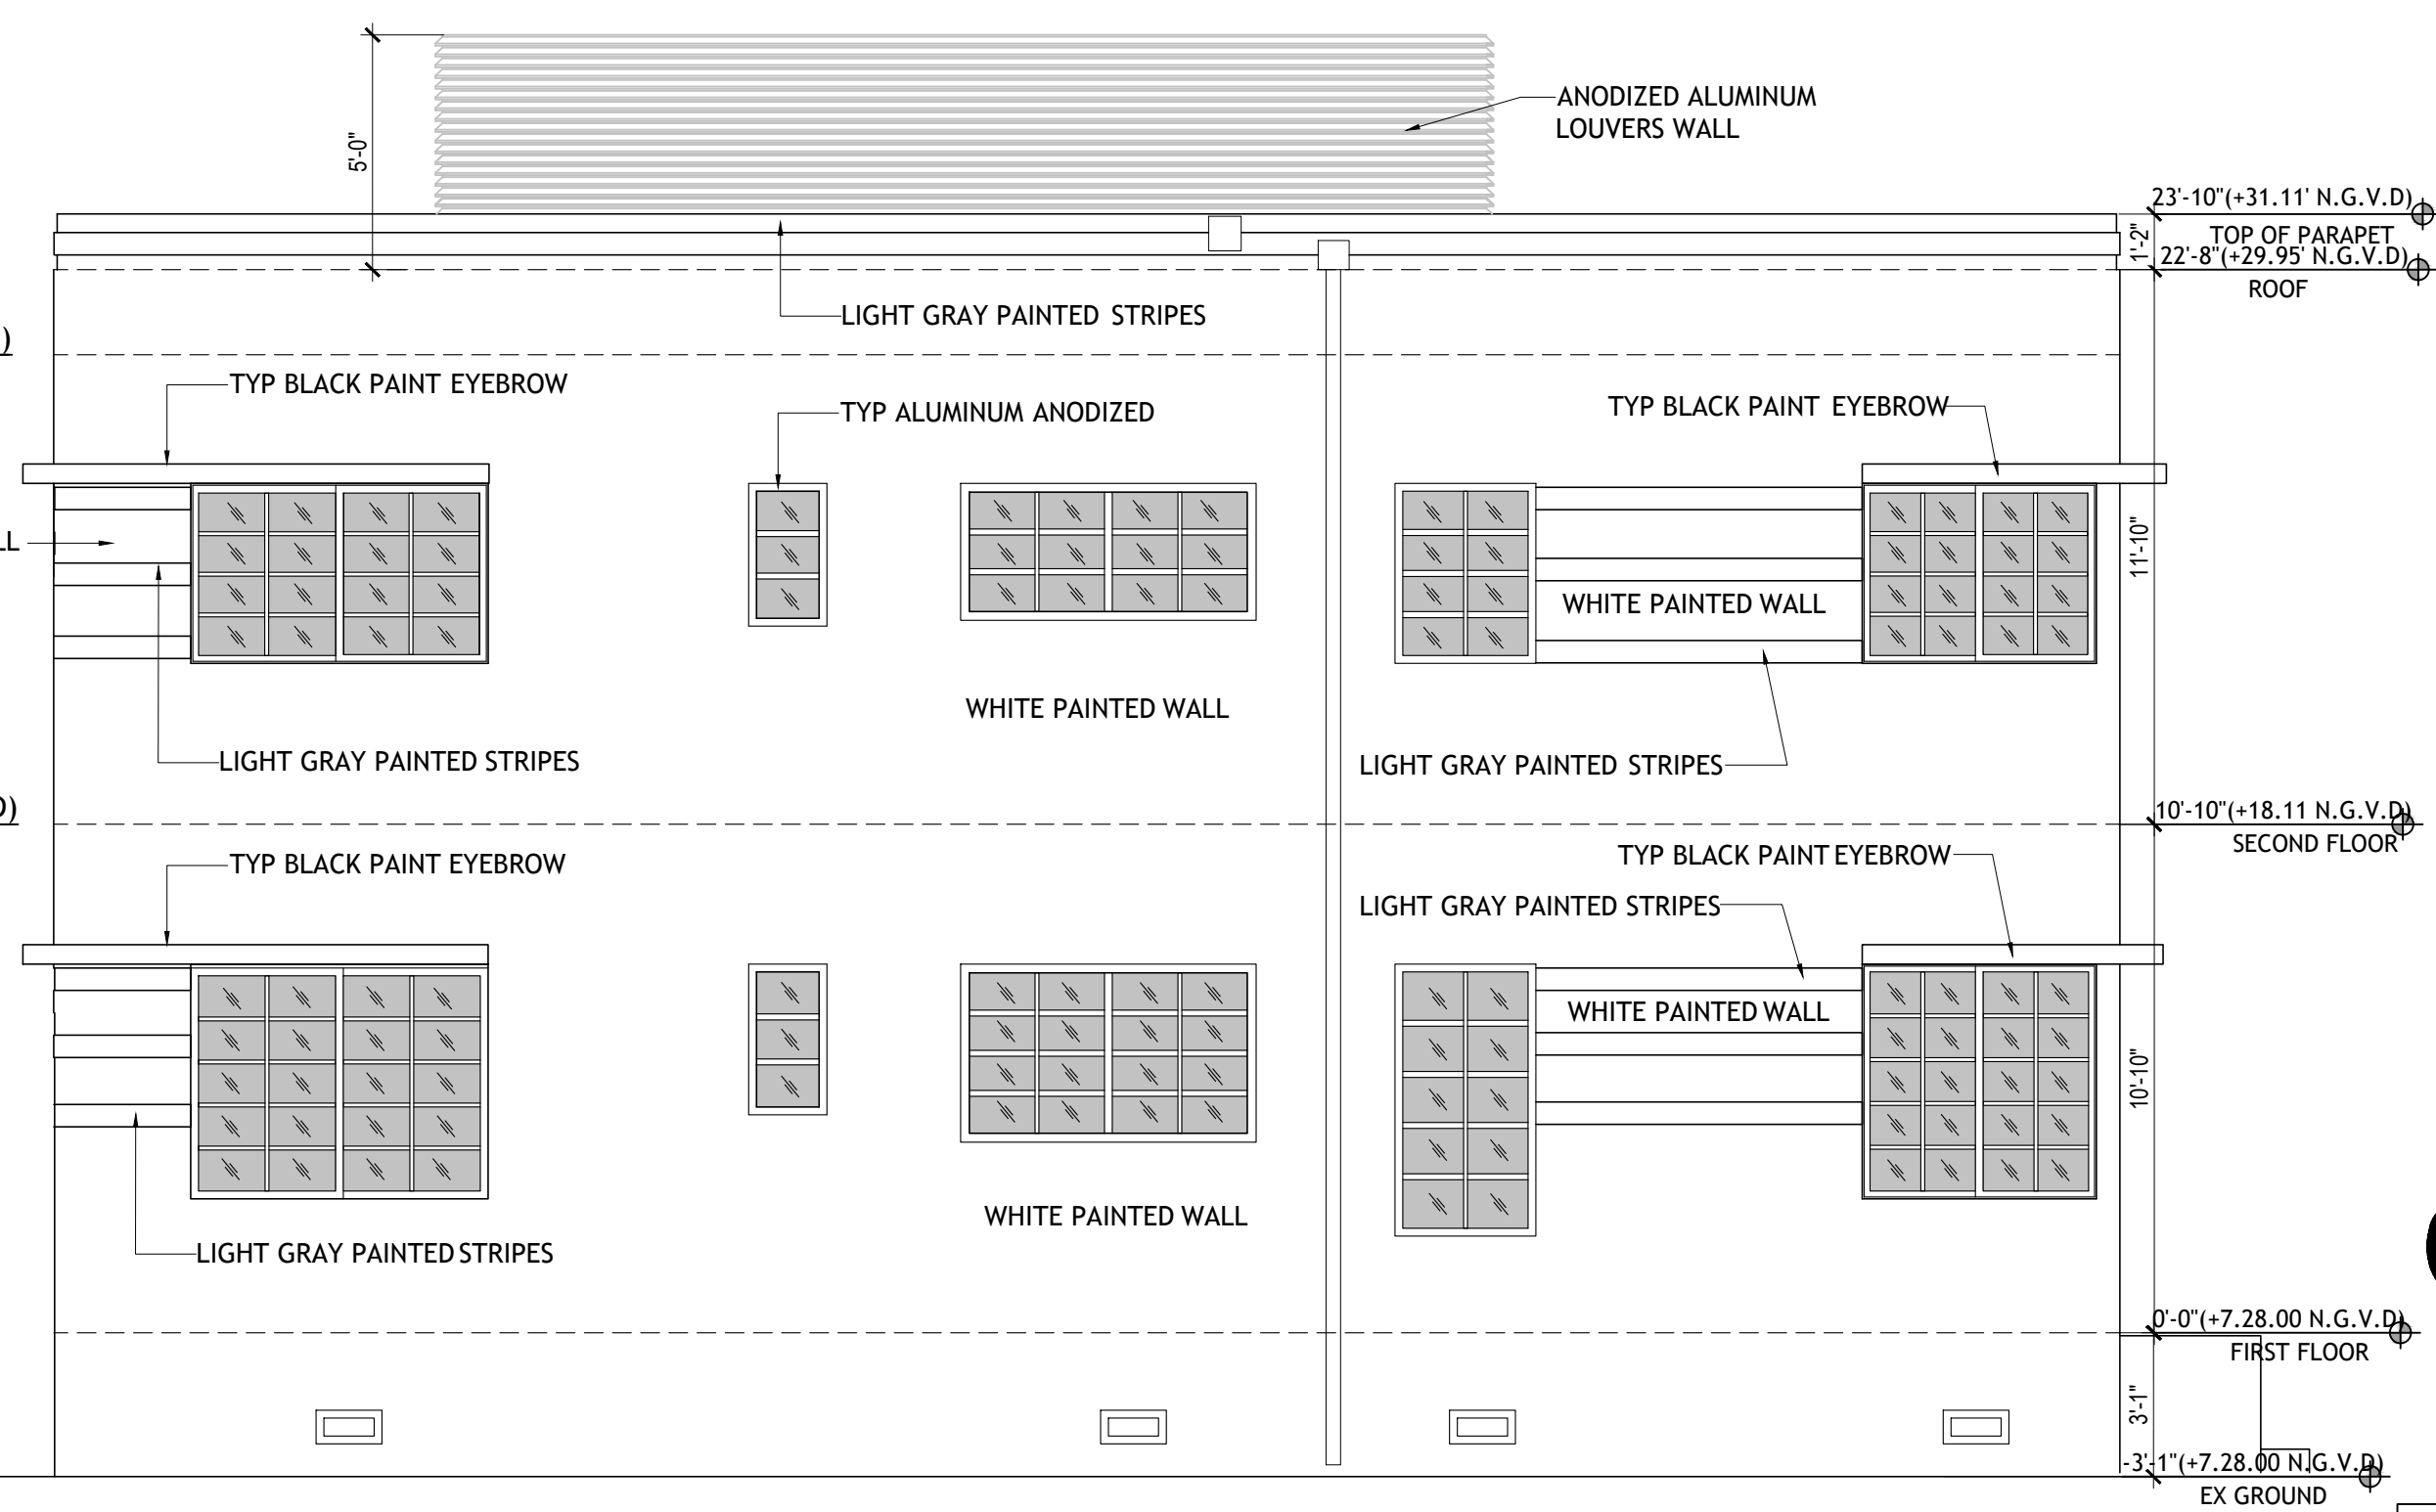 ANODIZED ALUMINUM
LOUVERS WALL
5'-0"
23'-10"(+31.11' N.G.V.D)
TOP OF PARAPET
1'-2"
22'-8"(+29.95' N.G.V.D)
ROOF
LIGHT GRAY PAINTED STRIPES
)
TYP BLACK PAINT EYEBROW
TYP ALUMINUM ANODIZED
TYP BLACK PAINT EYEBROW
11'-10"
LL
WHITE PAINTED WALL
WHITE PAINTED WALL
LIGHT GRAY PAINTED STRIPES
LIGHT GRAY PAINTED STRIPES
D)
10'-10"(+18.11 N.G.V.D)
SECOND FLOOR
TYP BLACK PAINT EYEBROW
TYP BLACK PAINT EYEBROW
LIGHT GRAY PAINTED STRIPES
WHITE PAINTED WALL
10'-10"
WHITE PAINTED WALL
LIGHT GRAY PAINTED STRIPES
0'-0"(+7.28.00 N.G.V.D)
FIRST FLOOR
3'-1"
-3'-1"(+7.28.00 N.G.V.D)
EX GROUND